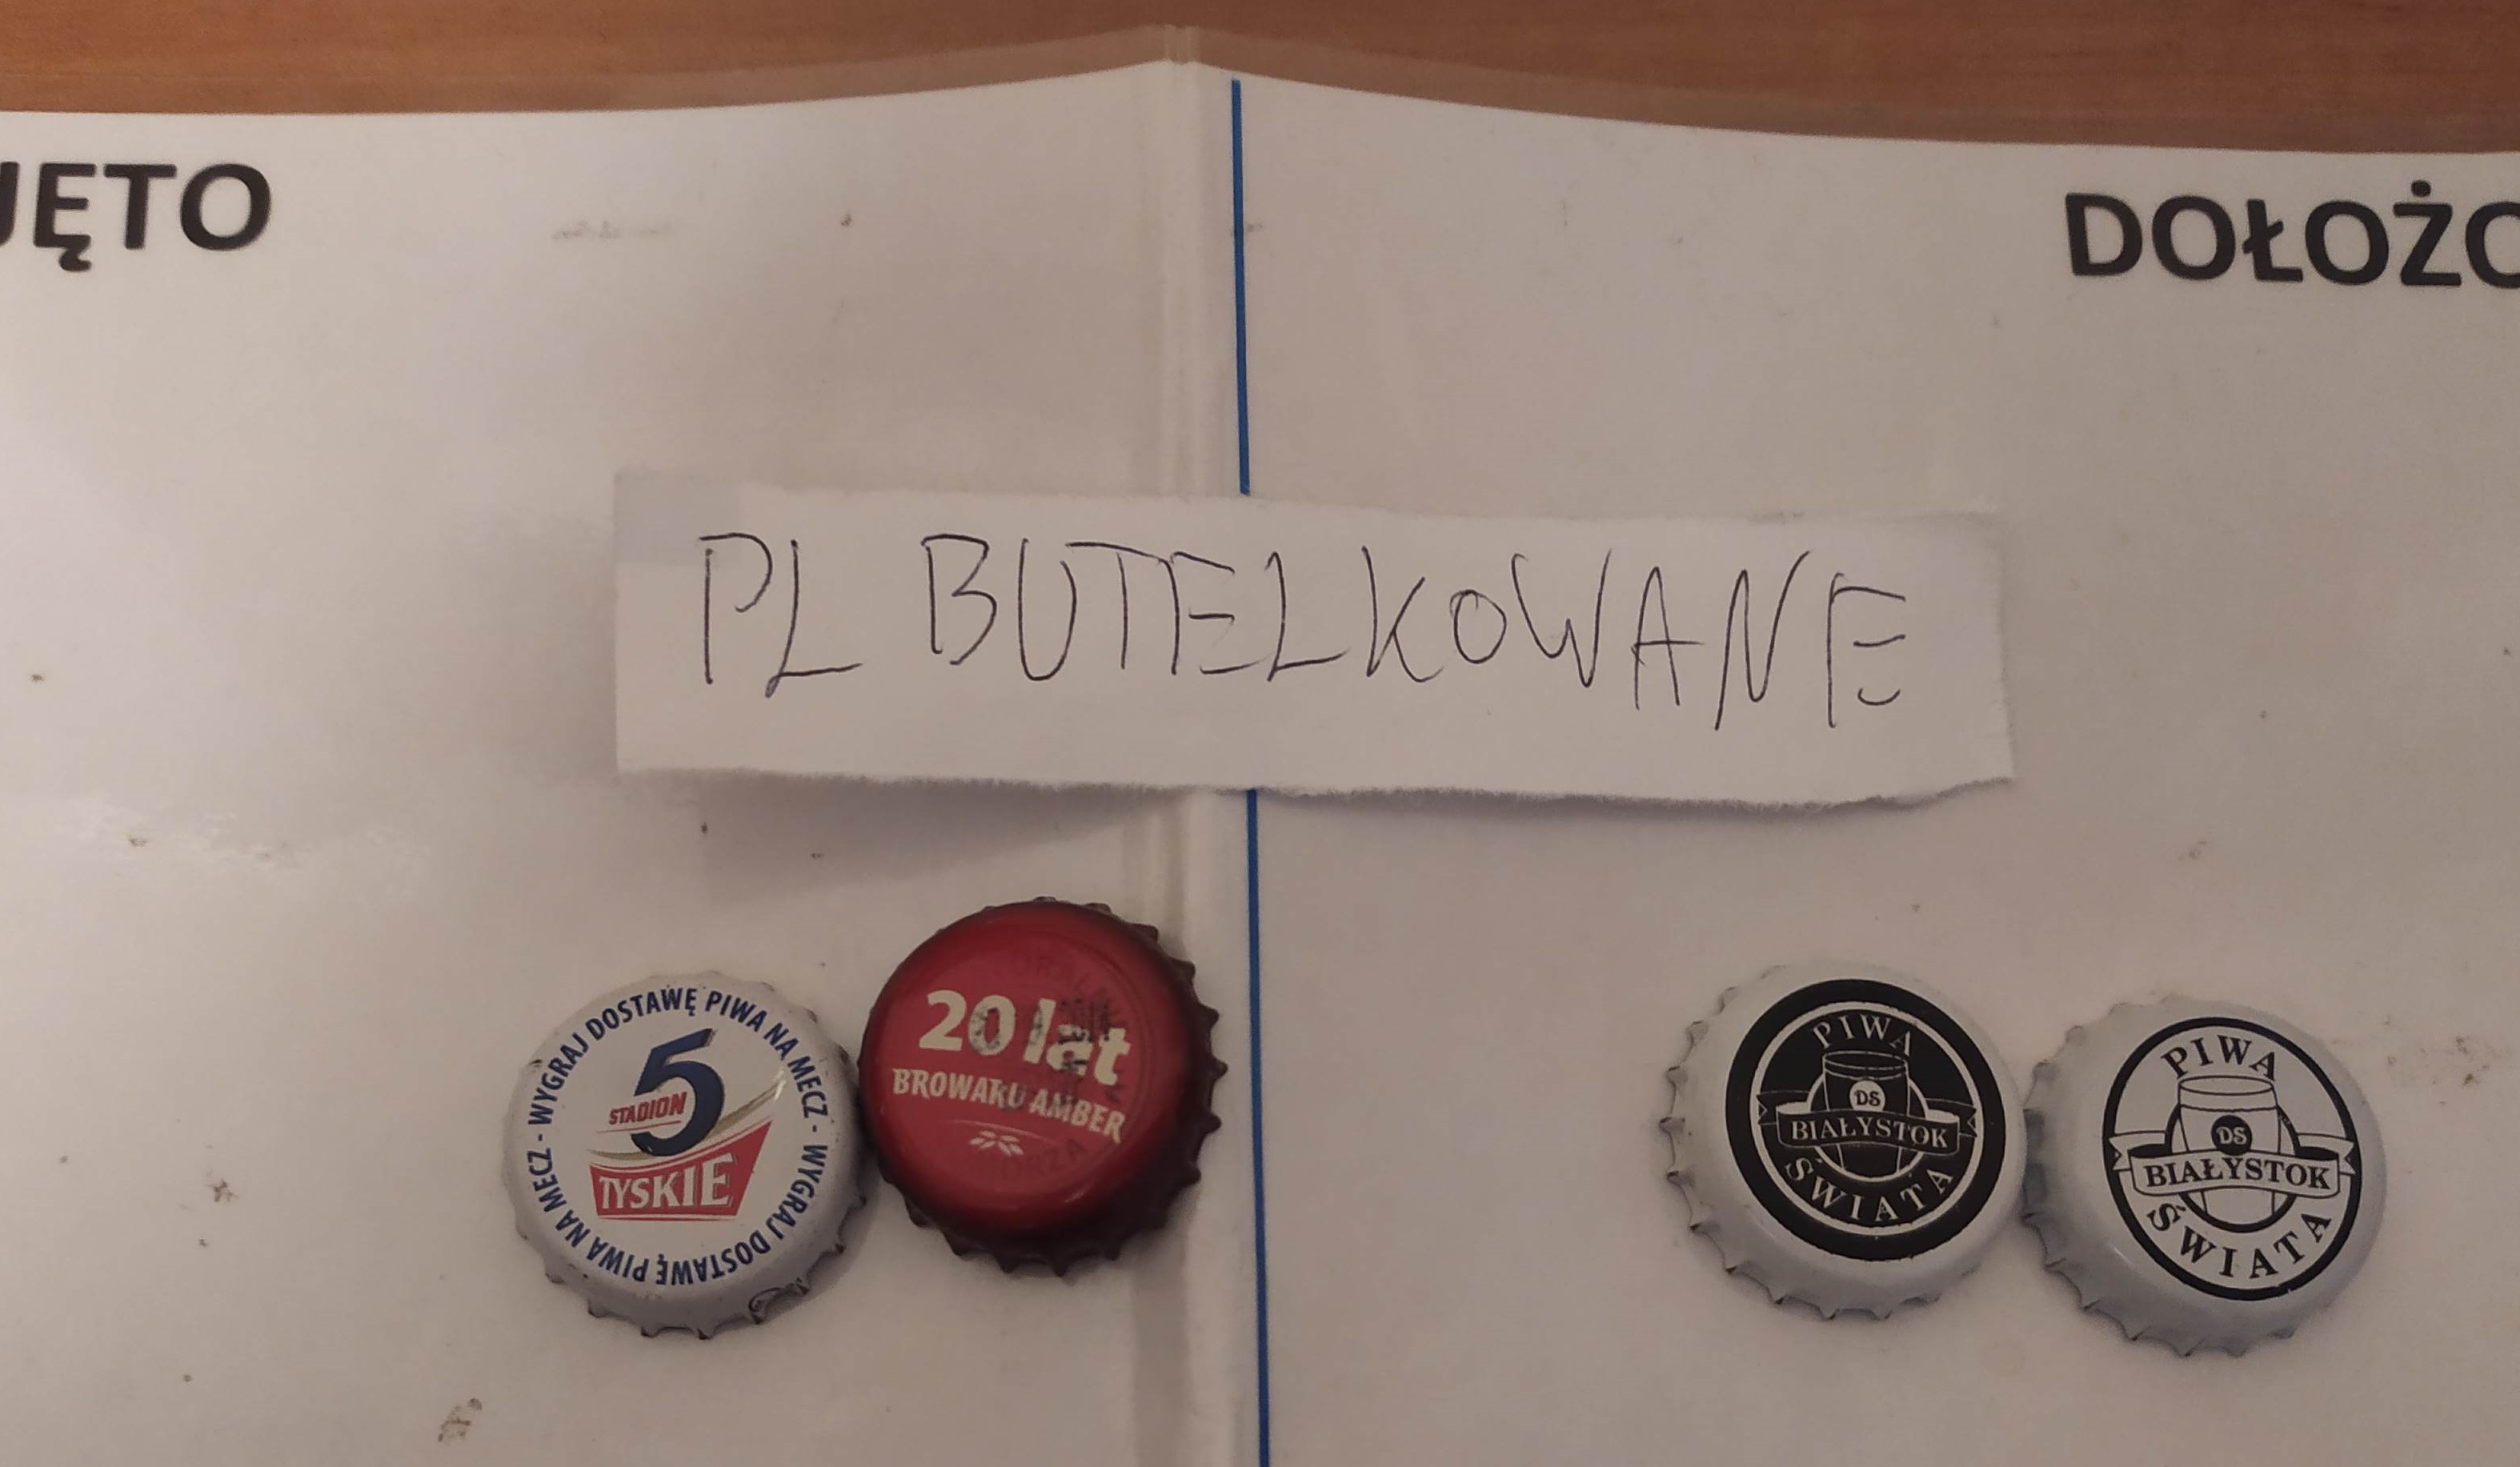 JĘTO
DOŁOŻO
PL BUTELKOWANE
WYGRAJ DOSTAWĘ PIWA NA MECZ - WYGRAJ DOSTAWĘ PIWA NA MECZ -
5
STADION
TYSKIE
20 lat
BROWARU AMBER
PIWA
DS
BIAŁYSTOK
ŚWIATA
PIWA
DS
BIAŁYSTOK
ŚWIATA